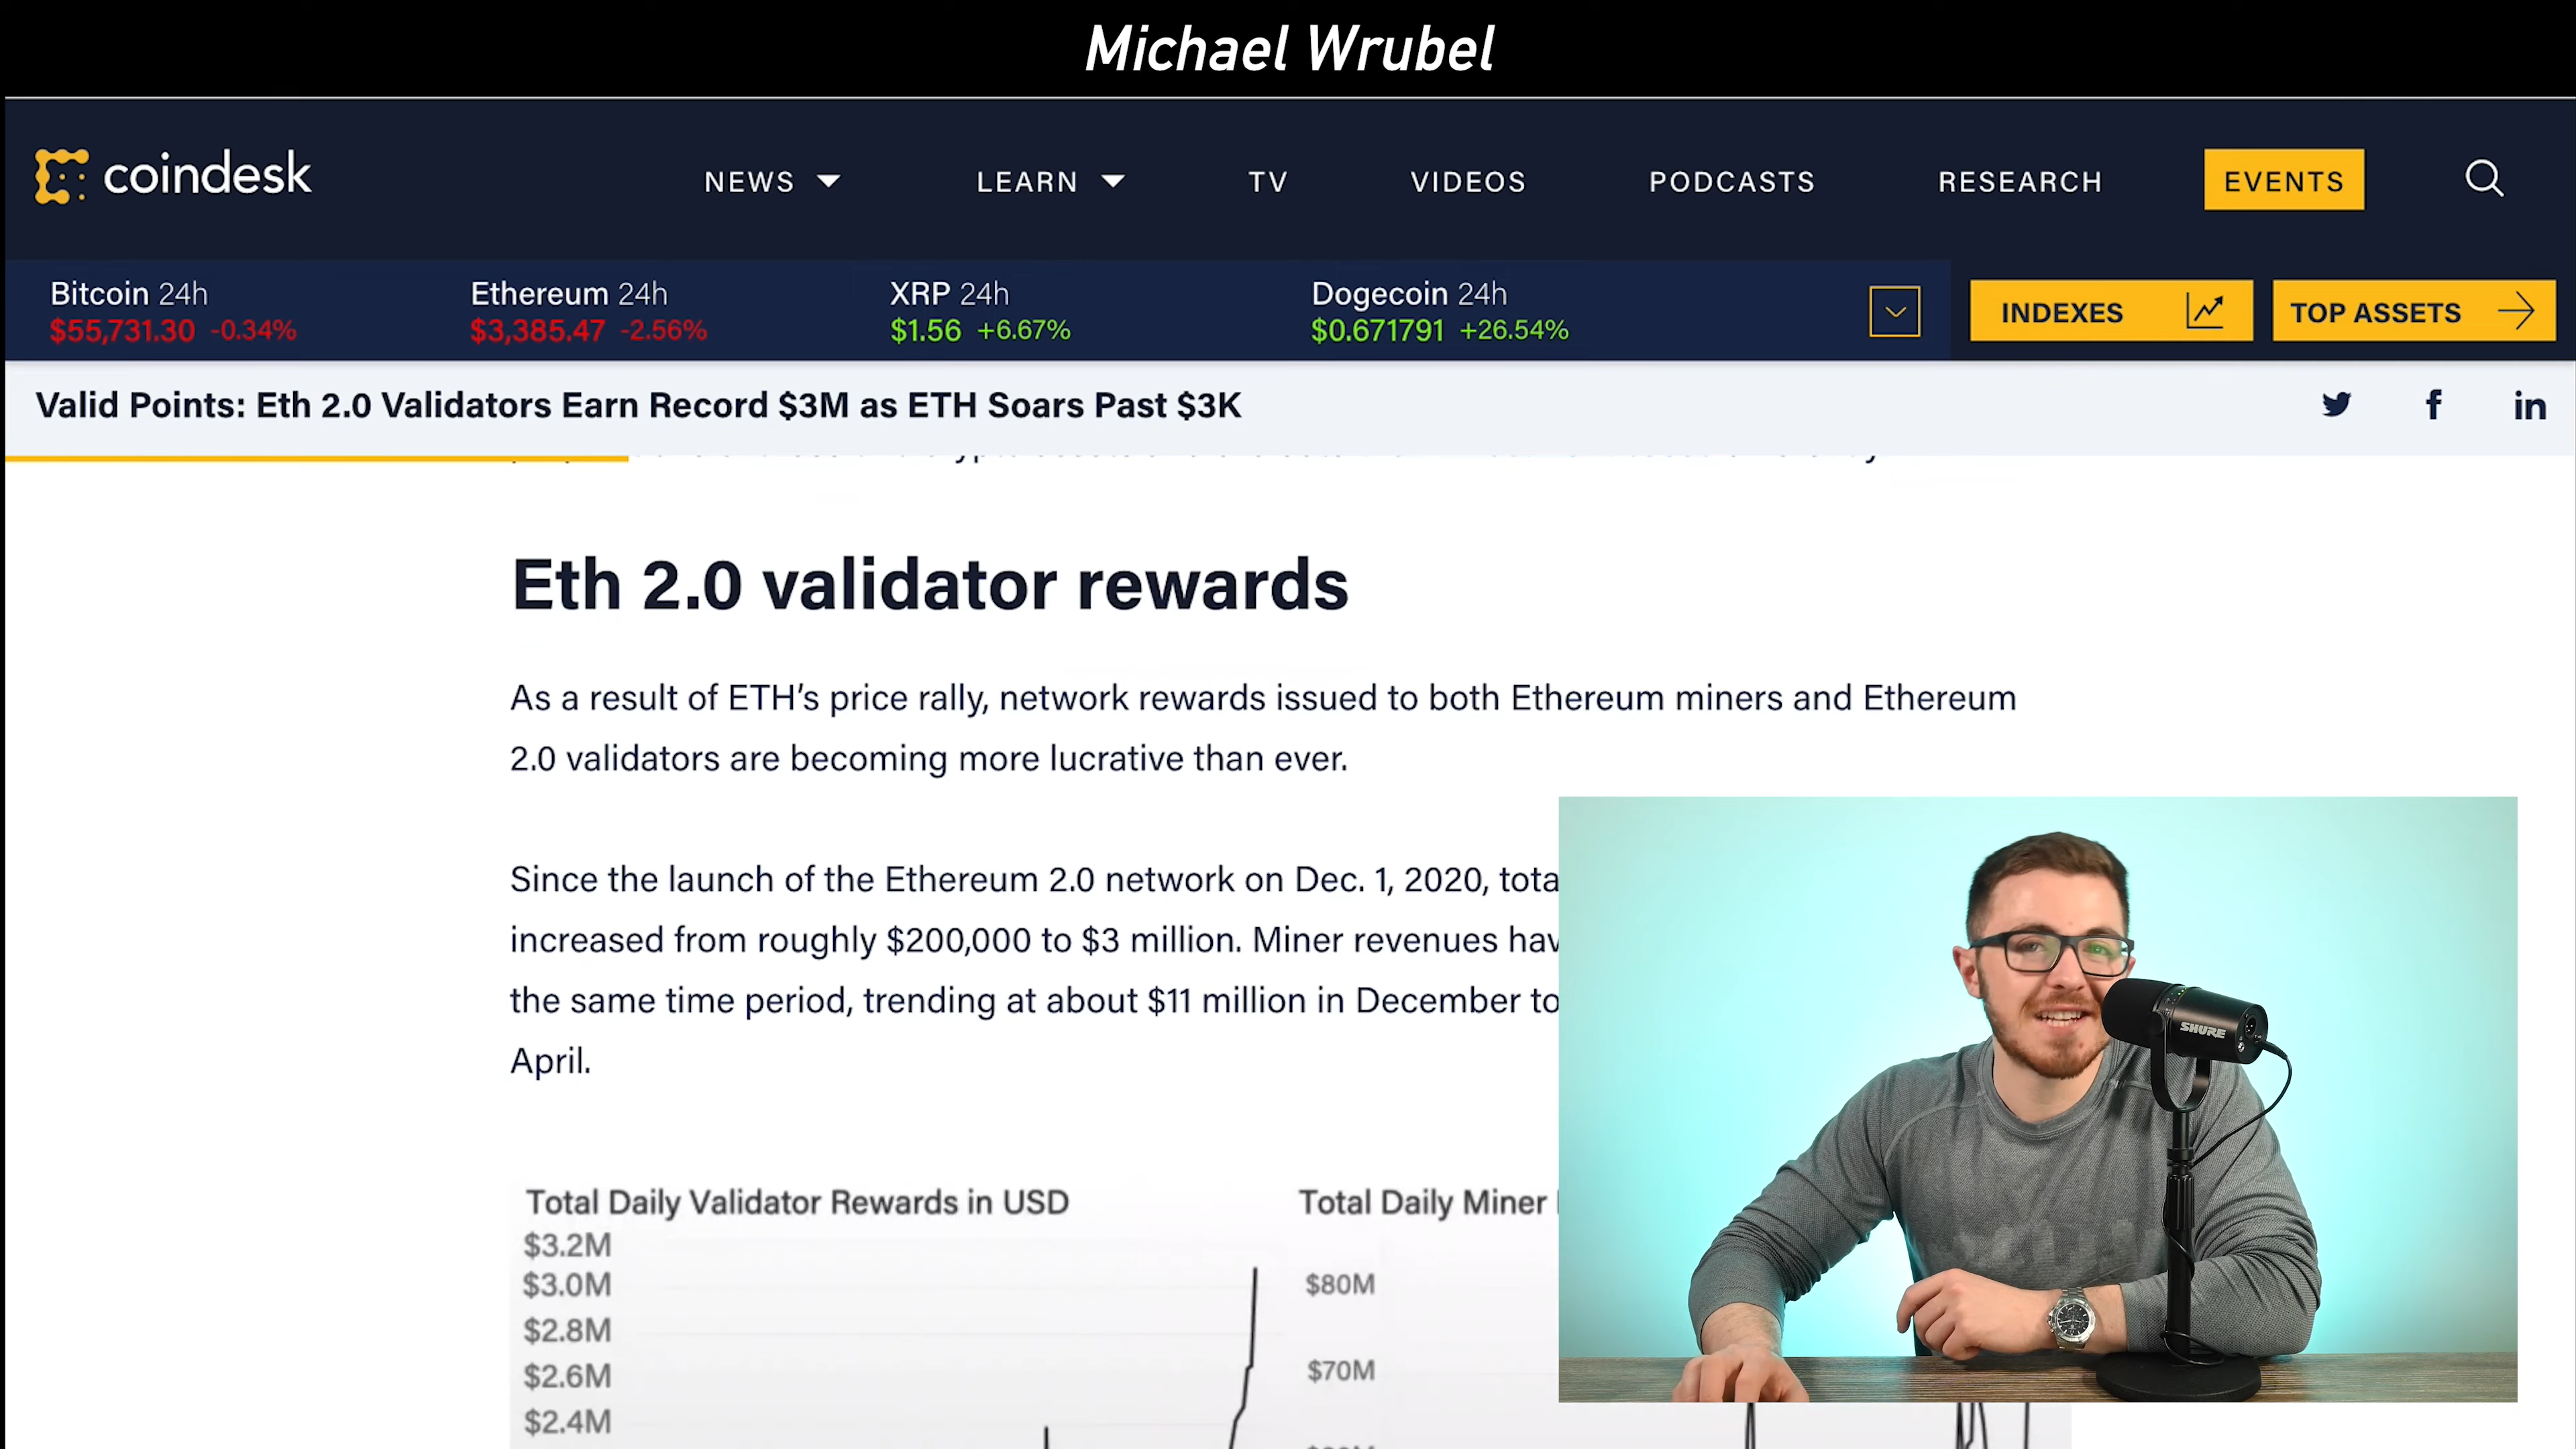 Michael Wrubel
coindesk
NEWS
LEARN
TV
VIDEOS
PODCASTS
RESEARCH
EVENTS
Bitcoin 24h
$55,731.30 -0.34%
Ethereum 24h
$3,385.47 -2.56%
XRP 24h
$1.56 +6.67%
Dogecoin 24h
$0.671791 +26.54%
INDEXES
TOP ASSETS
Valid Points: Eth 2.0 Validators Earn Record $3M as ETH Soars Past $3K
Eth 2.0 validator rewards
As a result of ETH’s price rally, network rewards issued to both Ethereum miners and Ethereum
2.0 validators are becoming more lucrative than ever.
Since the launch of the Ethereum 2.0 network on Dec. 1, 2020,
increased from roughly $200,000 to $3 million. Miner revenues
the same time period, trending at about $11 million in December to
April.
Total Daily Validator Rewards in USD
$3.2M
$3.0M
$2.8M
$2.6M
$2.4M
Total Daily Miner
$80M
$70M
SHURE